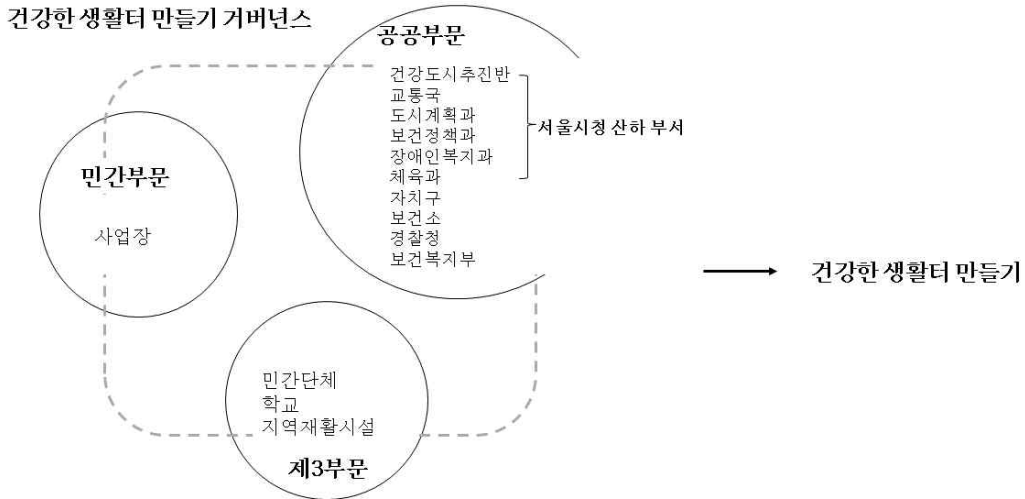 건강한 생활터 만들기 거버넌스
공공부문
건강도시추진반
교통국
도시계획과
보건정책과
장애인복지과
체육과
자치구
보건소
경찰청
보건복지부
서울시청 산하 부서
민간부문
사업장
건강한 생활터 만들기
민간단체
학교
지역재활시설
제3부문